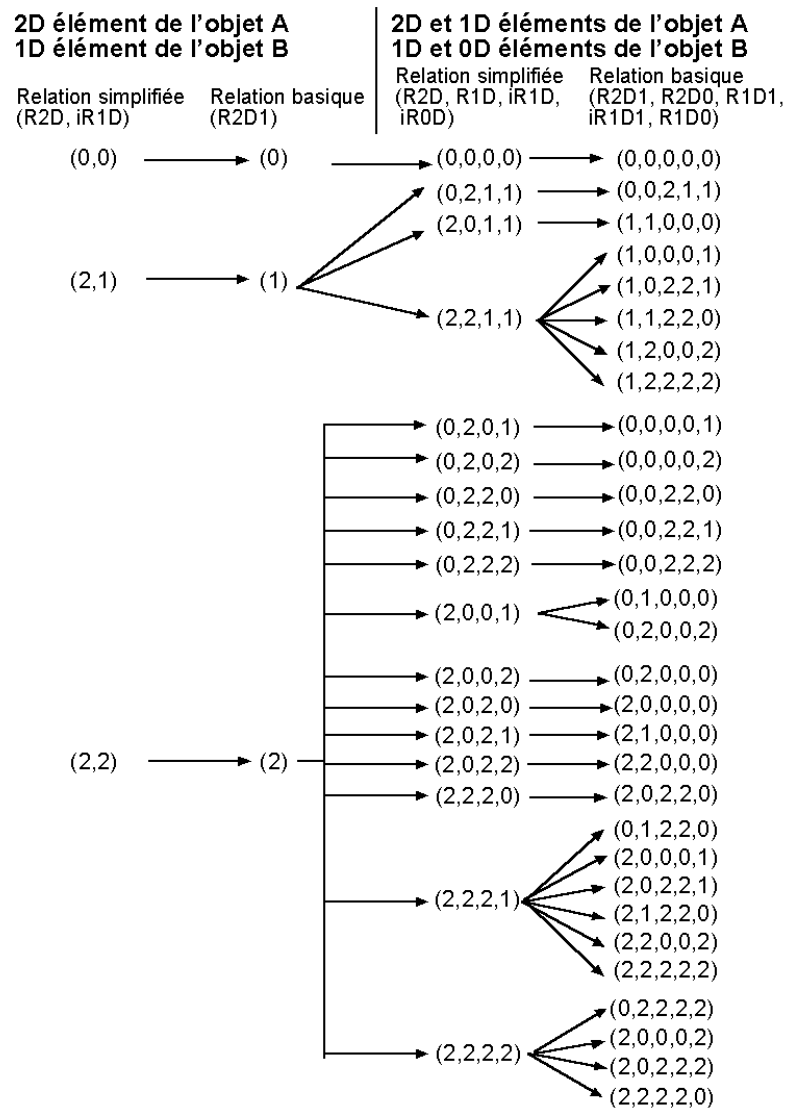 2D élément de l'objet A
1D élément de l'objet B
2D et 1D éléments de l'objet A
1D et 0D éléments de l'objet B
Relation simplifiée
(R2D, iR1D)
Relation basique
(R2D1)
Relation simplifiée
(R2D, R1D, iR1D,
iR0D)
Relation basique
(R2D1, R2D0, R1D1,
iR1D1, R1D0)
(0,0) (0) (0,0,0,0) (0,0,0,0,0)
(0,2,1,1) (0,0,2,1,1)
(2,0,1,1) (1,1,0,0,0)
(1,0,0,0,1)
(2,1) (1)
(1,0,2,2,1)
(2,2,1,1) (1,1,2,2,0)
(1,2,0,0,2)
(1,2,2,2,2)
(0,2,0,1) (0,0,0,0,1)
(0,2,0,2) (0,0,0,0,2)
(0,2,2,0) (0,0,2,2,0)
(0,2,2,1) (0,0,2,2,1)
(0,2,2,2) (0,0,2,2,2)
(0,1,0,0,0)
(2,0,0,1)
(0,2,0,0,2)
(2,0,0,2) (0,2,0,0,0)
(2,0,2,0) (2,0,0,0,0)
(2,0,2,1) (2,1,0,0,0)
(2,2) (2) (2,0,2,2) (2,2,0,0,0)
(2,2,2,0) (2,0,2,2,0)
(0,1,2,2,0)
(2,0,0,0,1)
(2,0,2,2,1)
(2,2,2,1)
(2,1,2,2,0)
(2,2,0,0,2)
(2,2,2,2,2)
(0,2,2,2,2)
(2,0,0,0,2)
(2,2,2,2)
(2,0,2,2,2)
(2,2,2,2,0)